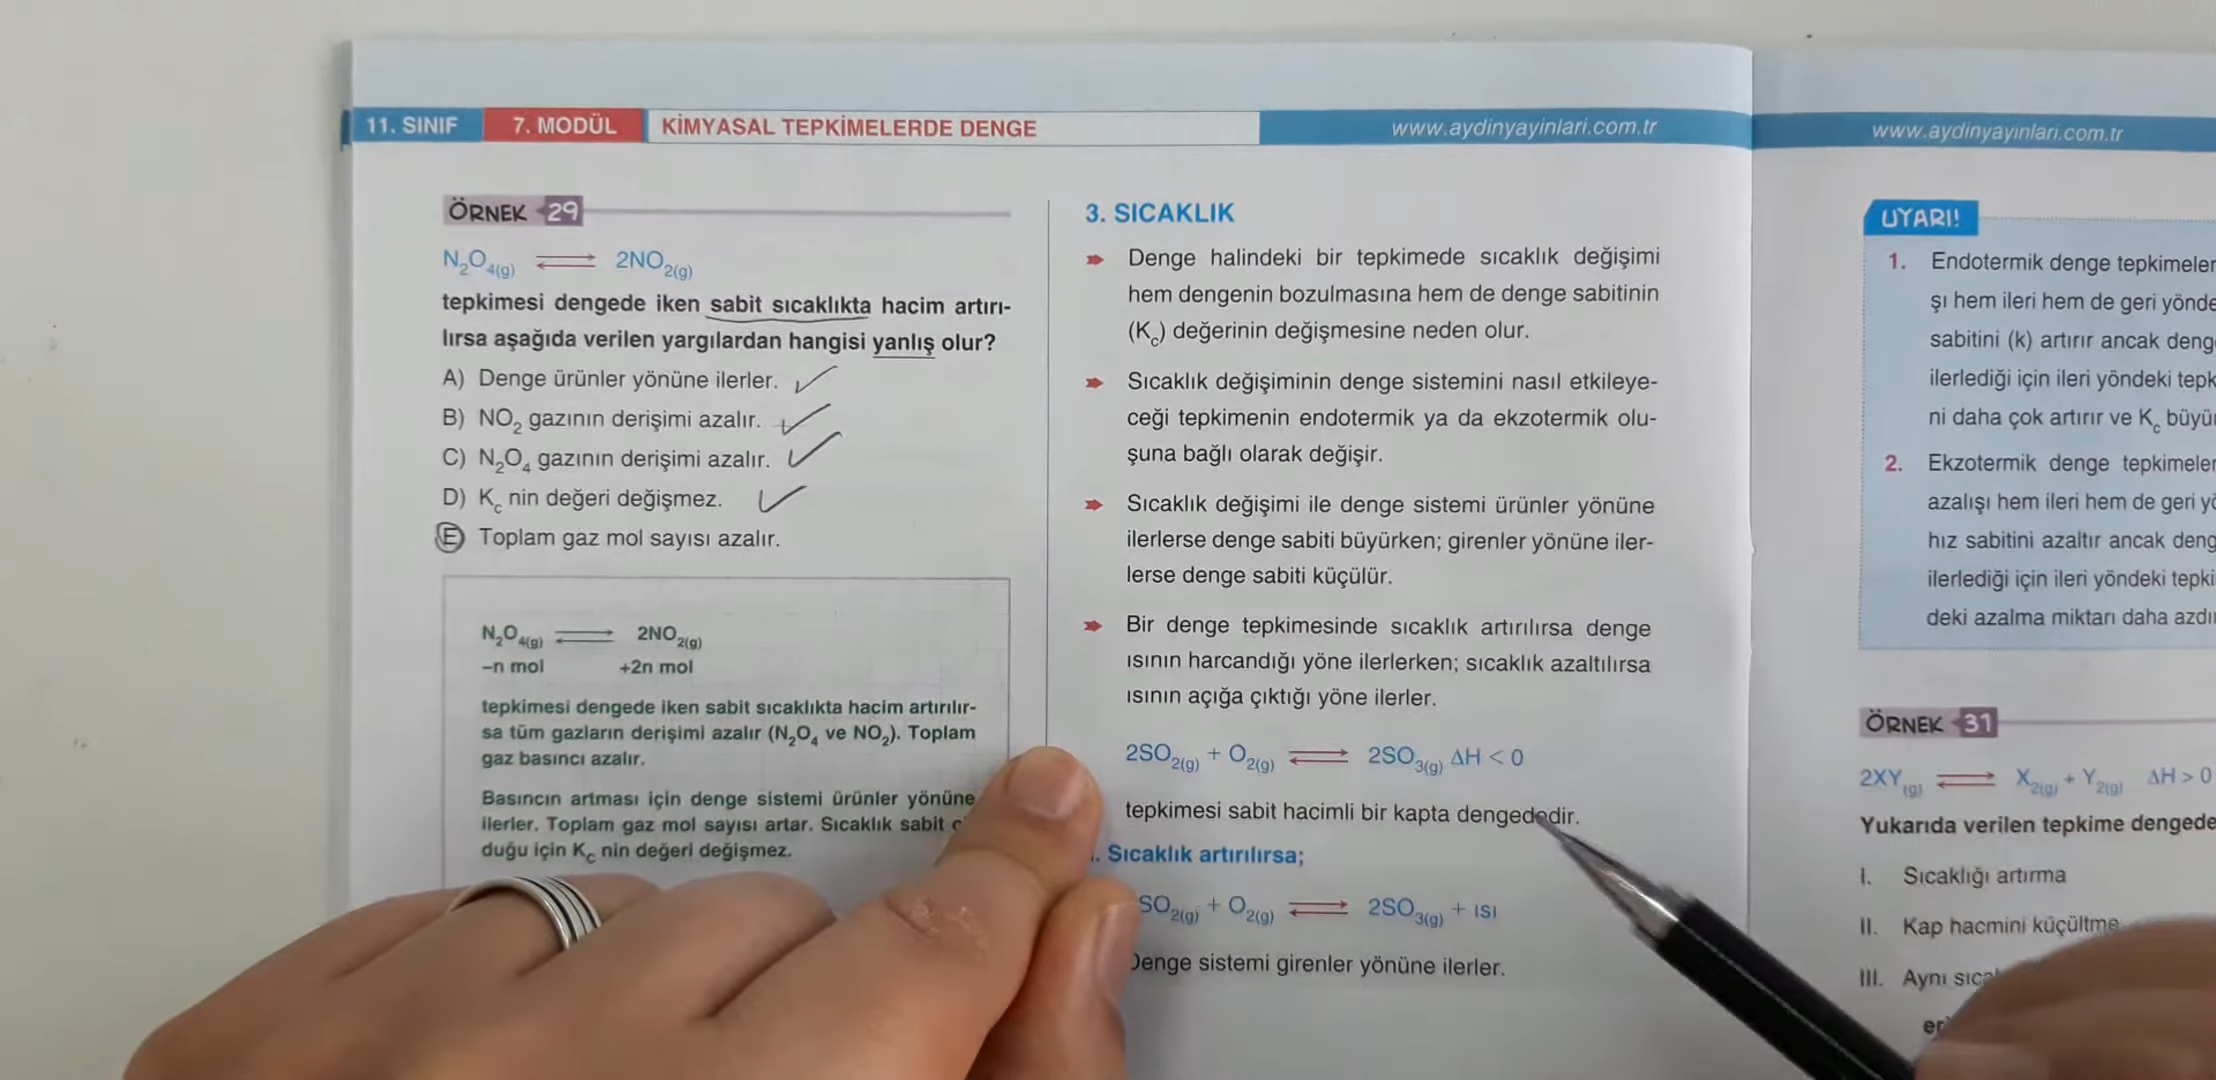 11. SINIF 7. MODÜL KİMYASAL TEPKİMELERDE DENGE www.aydinyayinlari.com.tr
ÖRNEK 29
N₂O₄(g) ⇌ 2NO₂(g)
tepkimesi dengede iken sabit sıcaklıkta hacim artırı-
lırsa aşağıda verilen yargılardan hangisi yanlış olur?
A) Denge ürünler yönüne ilerler.
B) NO₂ gazının derişimi azalır.
C) N₂O₄ gazının derişimi azalır.
D) K_c nin değeri değişmez.
E) Toplam gaz mol sayısı azalır.
N₂O₄(g) ⇌ 2NO₂(g)
–n mol +2n mol
tepkimesi dengede iken sabit sıcaklıkta hacim artırılır-
sa tüm gazların derişimi azalır (N₂O₄ ve NO₂). Toplam
gaz basıncı azalır.
Basıncın artması için denge sistemi ürünler yönüne
ilerler. Toplam gaz mol sayısı artar. Sıcaklık sabit
duğu için K_c nin değeri değişmez.
3. SICAKLIK
Denge halindeki bir tepkimede sıcaklık değişimi
hem dengenin bozulmasına hem de denge sabitinin
(K_c) değerinin değişmesine neden olur.
Sıcaklık değişiminin denge sistemini nasıl etkileye-
ceği tepkimenin endotermik ya da ekzotermik olu-
şuna bağlı olarak değişir.
Sıcaklık değişimi ile denge sistemi ürünler yönüne
ilerlerse denge sabiti büyürken; girenler yönüne iler-
lerse denge sabiti küçülür.
Bir denge tepkimesinde sıcaklık artırılırsa denge
ısının harcandığı yöne ilerlerken; sıcaklık azaltılırsa
ısının açığa çıktığı yöne ilerler.
2SO₂(g) + O₂(g) ⇌ 2SO₃(g) ΔH < 0
tepkimesi sabit hacimli bir kapta dengededir.
. Sıcaklık artırılırsa;
SO₂(g) + O₂(g) ⇌ 2SO₃(g) + ısı
Denge sistemi girenler yönüne ilerler.
www.aydinyayinlari.com.tr
UYARI!
1. Endotermik denge tepkimeler
şı hem ileri hem de geri yönde
sabitini (k) artırır ancak deng
ilerlediği için ileri yöndeki tepk
ni daha çok artırır ve K_c büyü
2. Ekzotermik denge tepkimeler
azalışı hem ileri hem de geri yö
hız sabitini azaltır ancak deng
ilerlediği için ileri yöndeki tepki
deki azalma miktarı daha azdı
ÖRNEK 31
2XY(g) ⇌ X₂(g) + Y₂(g) ΔH > 0
Yukarıda verilen tepkime dengede
I. Sıcaklığı artırma
II. Kap hacmini küçültme
III. Aynı sıc
er